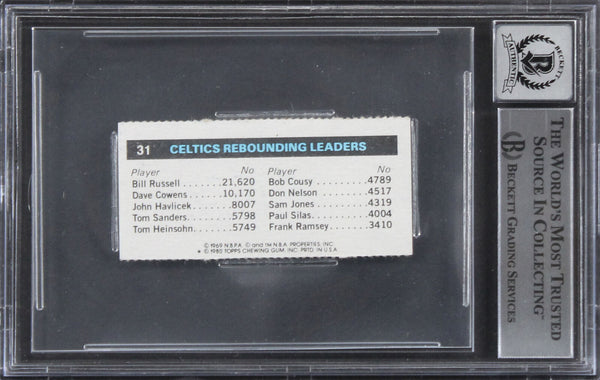 31 CELTICS REBOUNDING LEADERS
Player No Player No
Bill Russell ......21,620 Bob Cousy .........4789
Dave Cowens ....10,170 Don Nelson ........4517
John Havlicek .....8007 Sam Jones .........4319
Tom Sanders......5798 Paul Silas ..........4004
Tom Heinsohn.....5749 Frank Ramsey .....3410
© 1969 N.B.P.A. © and TM N.B.A. PROPERTIES, INC.
★ © 1980 TOPPS CHEWING GUM, INC. PRTD. IN U.S.A.
BECKETT
AUTHENTIC
THE WORLD'S MOST TRUSTED
SOURCE IN COLLECTING™
B BECKETT GRADING SERVICES